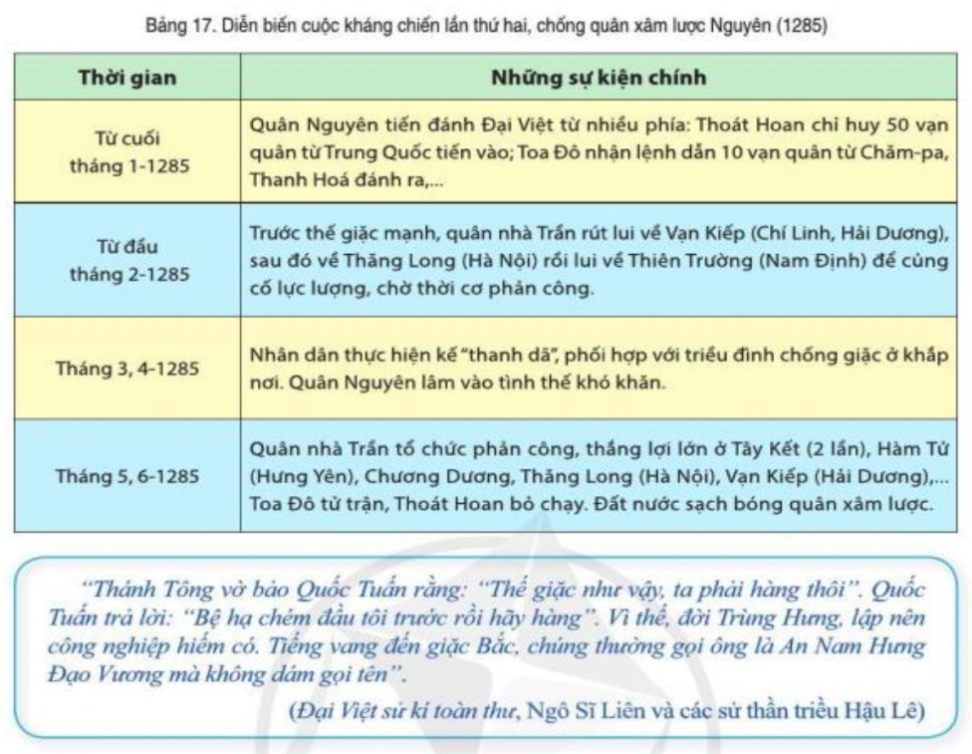 Bảng 17. Diễn biến cuộc kháng chiến lần thứ hai, chống quân xâm lược Nguyên (1285)
Thời gian
Những sự kiện chính
Từ cuối
tháng 1-1285
Quân Nguyên tiến đánh Đại Việt từ nhiều phía: Thoát Hoan chỉ huy 50 vạn
quân từ Trung Quốc tiến vào; Toa Đô nhận lệnh dẫn 10 vạn quân từ Chăm-pa,
Thanh Hoá đánh ra,...
Từ đầu
tháng 2-1285
Trước thế giặc mạnh, quân nhà Trần rút lui về Vạn Kiếp (Chí Linh, Hải Dương),
sau đó về Thăng Long (Hà Nội) rồi lui về Thiên Trường (Nam Định) để củng
cố lực lượng, chờ thời cơ phản công.
Tháng 3, 4-1285
Nhân dân thực hiện kế “thanh dã”, phối hợp với triều đình chống giặc ở khắp
nơi. Quân Nguyên lâm vào tình thế khó khăn.
Tháng 5, 6-1285
Quân nhà Trần tổ chức phản công, thắng lợi lớn ở Tây Kết (2 lần), Hàm Tử
(Hưng Yên), Chương Dương, Thăng Long (Hà Nội), Vạn Kiếp (Hải Dương),...
Toa Đô tử trận, Thoát Hoan bỏ chạy. Đất nước sạch bóng quân xâm lược.
“Thánh Tông vờ bảo Quốc Tuấn rằng: “Thế giặc như vậy, ta phải hàng thôi”. Quốc
Tuấn trả lời: “Bệ hạ chém đầu tôi trước rồi hãy hàng”. Vì thế, đời Trùng Hưng, lập nên
công nghiệp hiếm có. Tiếng vang đến giặc Bắc, chúng thường gọi ông là An Nam Hưng
Đạo Vương mà không dám gọi tên”.
(Đại Việt sử kí toàn thư, Ngô Sĩ Liên và các sử thần triều Hậu Lê)